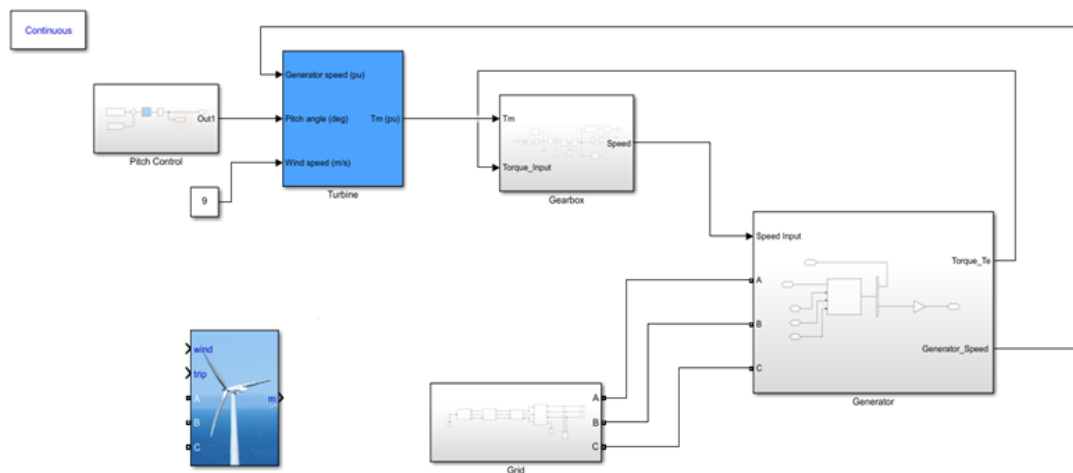 Continuous
Generator speed (pu)
Pitch angle (deg)
Wind speed (m/s)
Tm (pu)
Turbine
Out1
Pitch Control
9
Tm
Torque_Input
Speed
Gearbox
Speed Input
A
B
C
Torque_Te
Generator_Speed
Generator
wind
trip
A
B
C
m
A
B
C
Grid